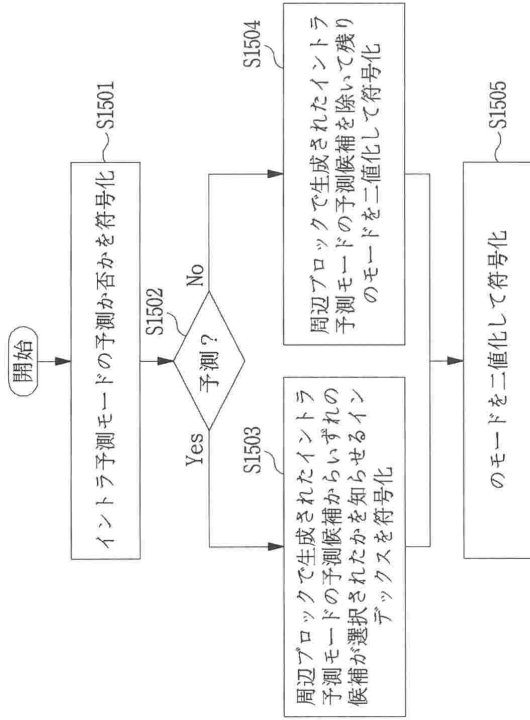 開始
S1501
イントラ予測モードの予測か否かを符号化
S1502
予測？
Yes
No
S1503
周辺ブロックで生成されたイントラ
予測モードの予測候補からいずれの
候補が選択されたかを知らせるイン
デックスを符号化
S1504
周辺ブロックで生成されたイントラ
予測モードの予測候補を除いて残り
のモードを二値化して符号化
S1505
のモードを二値化して符号化